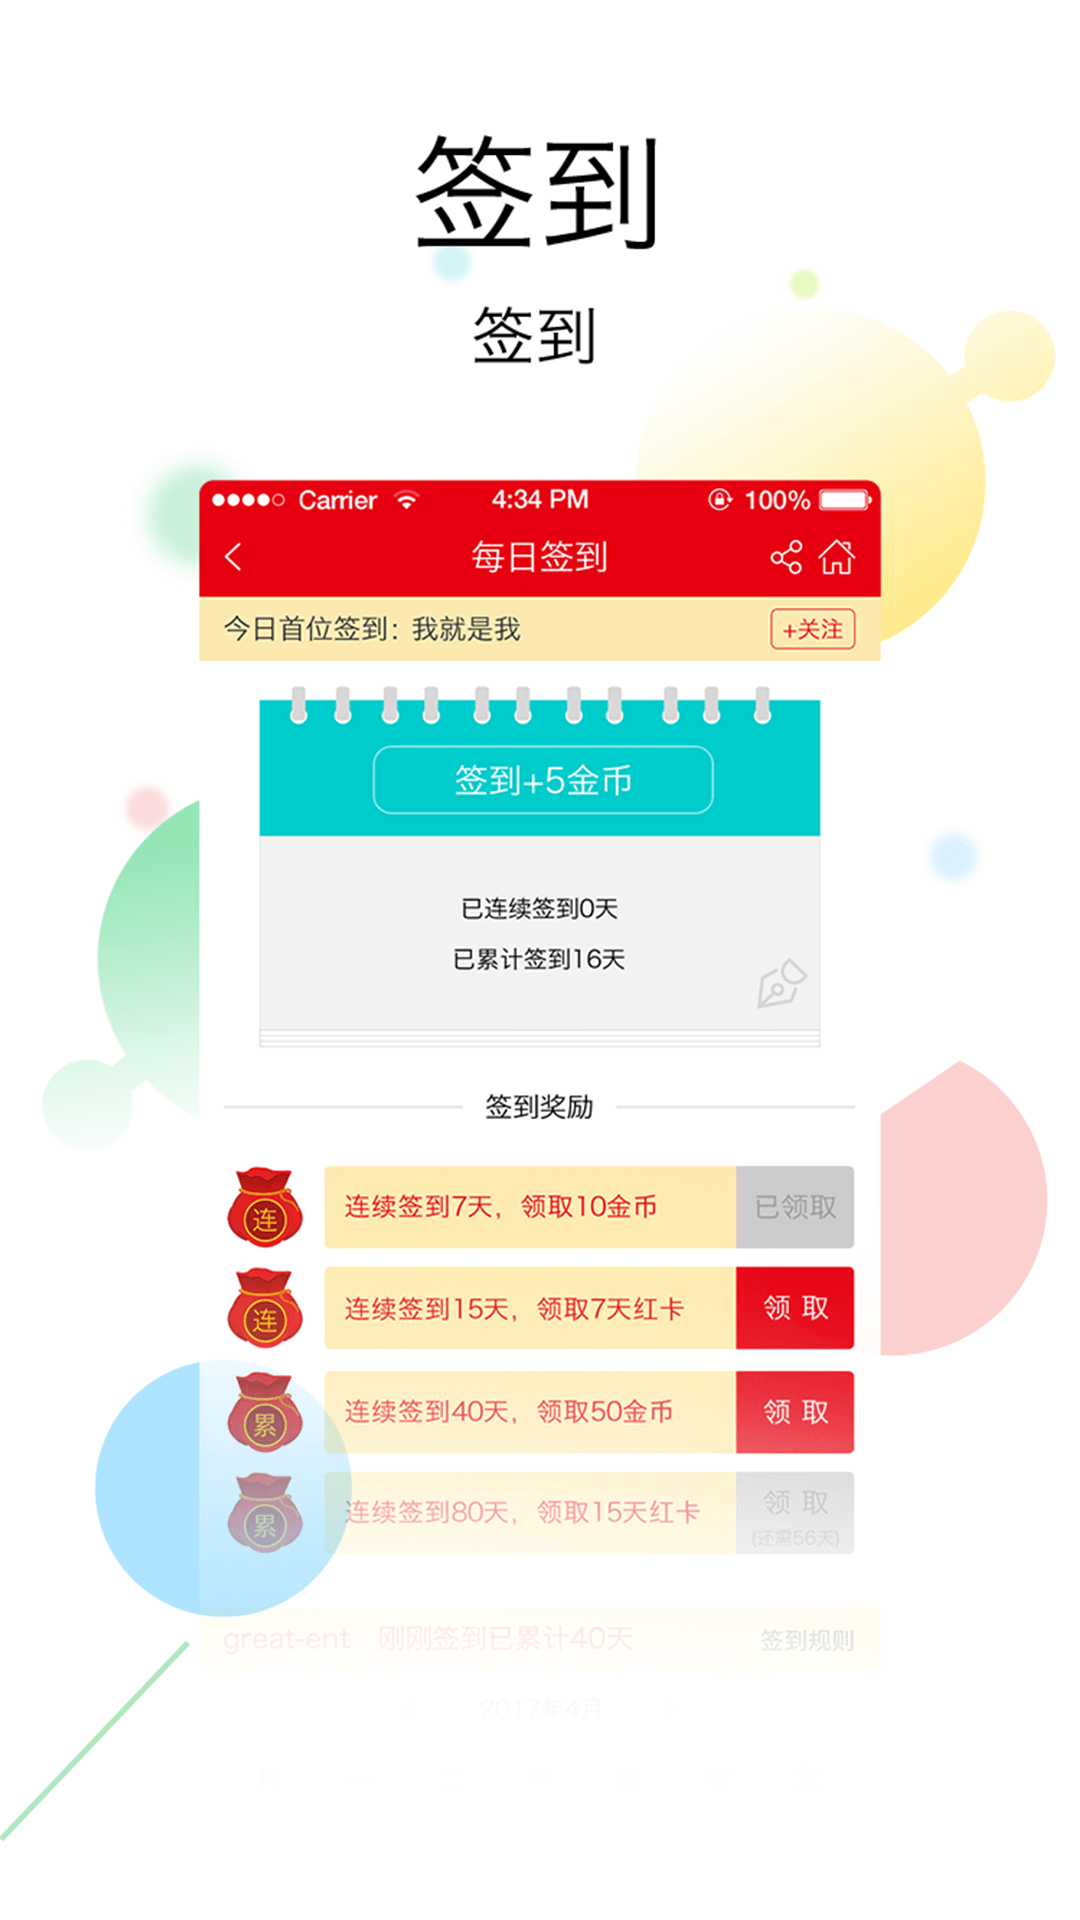 签到
签到
Carrier 4:34 PM 100%
每日签到
今日首位签到：我就是我 +关注
签到+5金币
已连续签到0天
已累计签到16天
签到奖励
连 连续签到7天，领取10金币 已领取
连 连续签到15天，领取7天红卡 领 取
累 连续签到40天，领取50金币 领 取
累 连续签到80天，领取15天红卡 领 取
(还需56天)
great-ent 刚刚签到已累计40天 签到规则
2017年4月